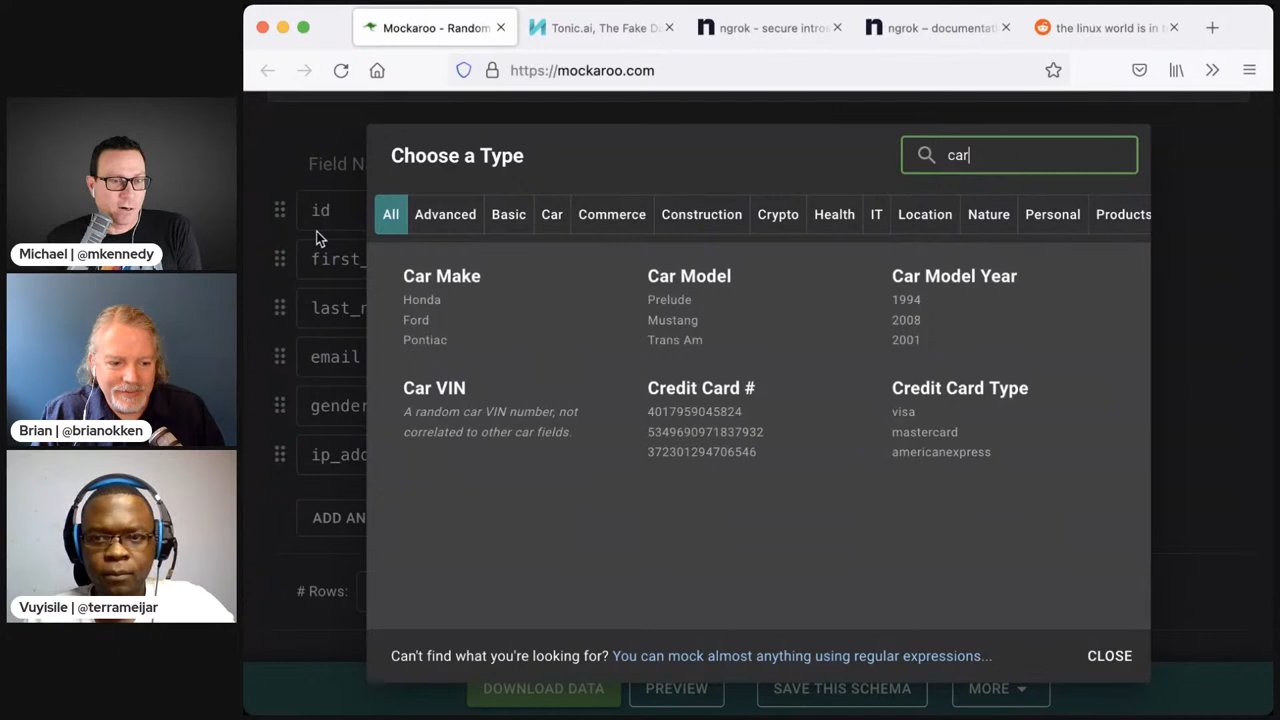 Mockaroo - Random
Tonic.ai, The Fake Da
ngrok - secure intros
ngrok – documentati
the linux world is in t
https://mockaroo.com
Michael | @mkennedy
Brian | @brianokken
Vuyisile | @terrameijar
Field N
id
first_
last_n
email
gender
ip_add
ADD AN
# Rows:
Choose a Type
car
All
Advanced
Basic
Car
Commerce
Construction
Crypto
Health
IT
Location
Nature
Personal
Products
Car Make
Honda
Ford
Pontiac
Car Model
Prelude
Mustang
Trans Am
Car Model Year
1994
2008
2001
Car VIN
A random car VIN number, not
correlated to other car fields.
Credit Card #
4017959045824
5349690971837932
372301294706546
Credit Card Type
visa
mastercard
americanexpress
Can't find what you're looking for? You can mock almost anything using regular expressions...
CLOSE
DOWNLOAD DATA
PREVIEW
SAVE THIS SCHEMA
MORE